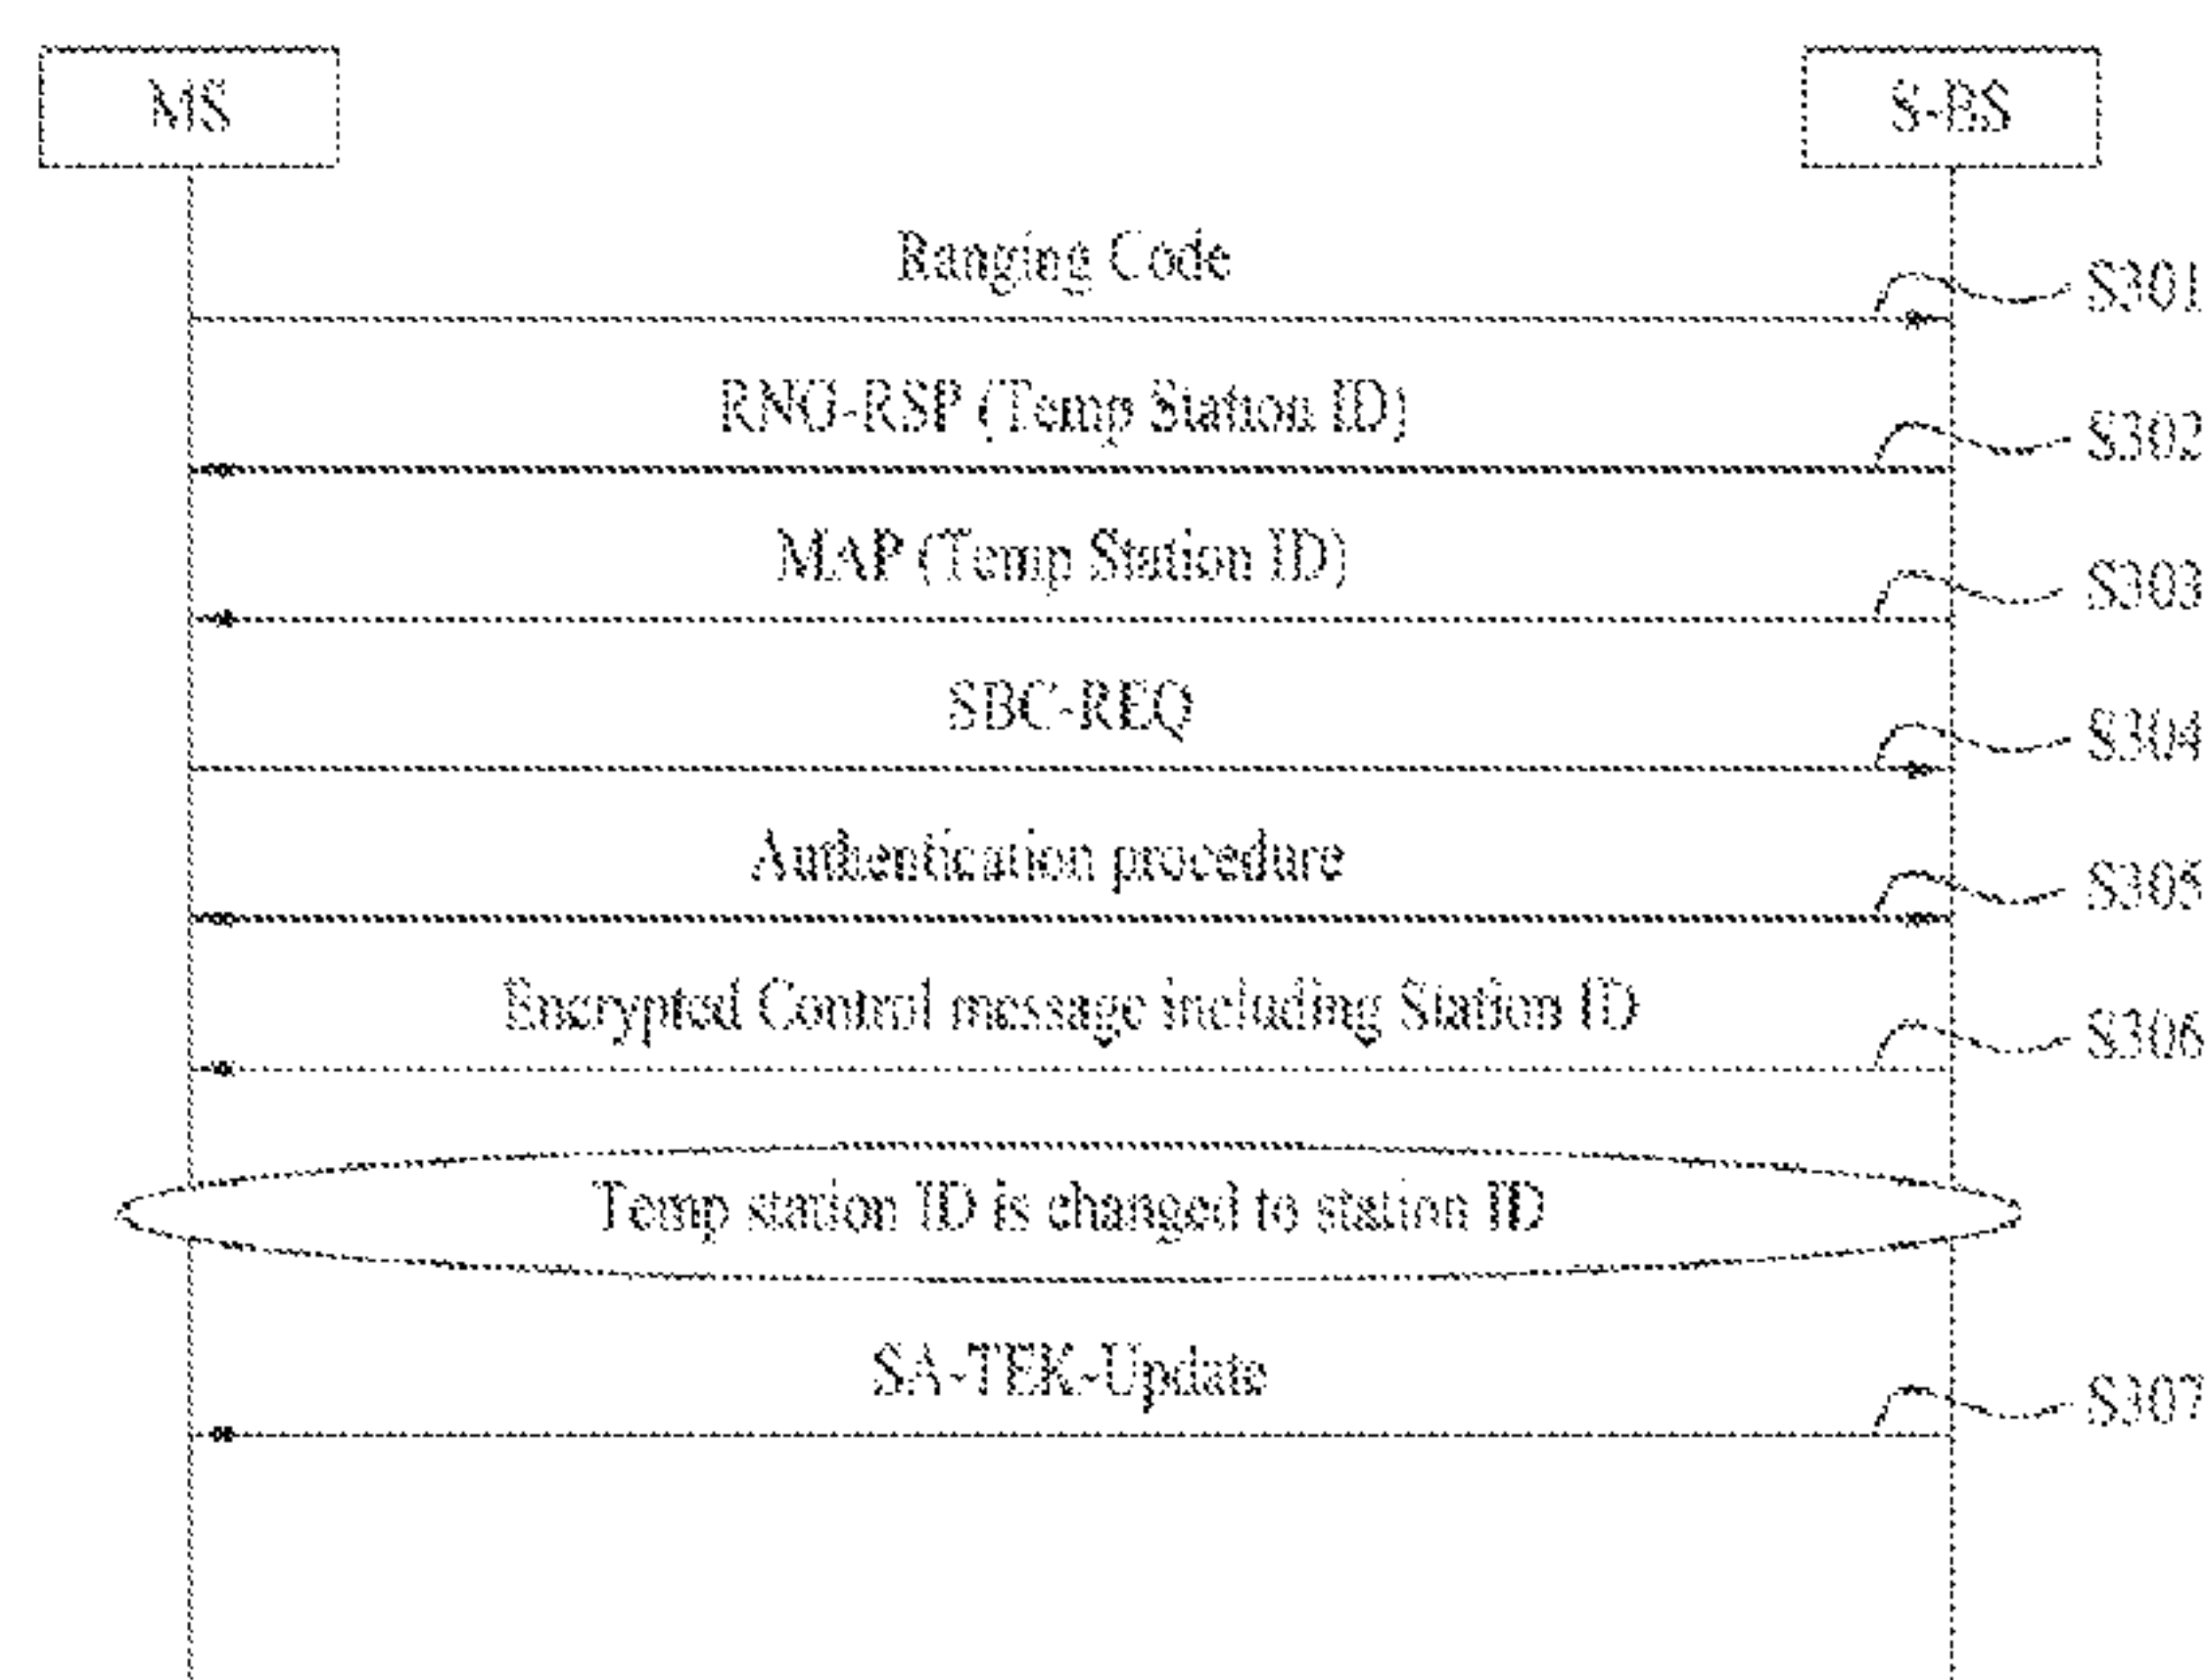 MS
S-BS
Ranging Code
S301
RNG-RSP (Temp Station ID)
S302
MAP (Temp Station ID)
S303
SBC-REQ
S304
Authentication procedure
S305
Encrypted Control message including Station ID
S306
Temp station ID is changed to station ID
SA-TEK-Update
S307